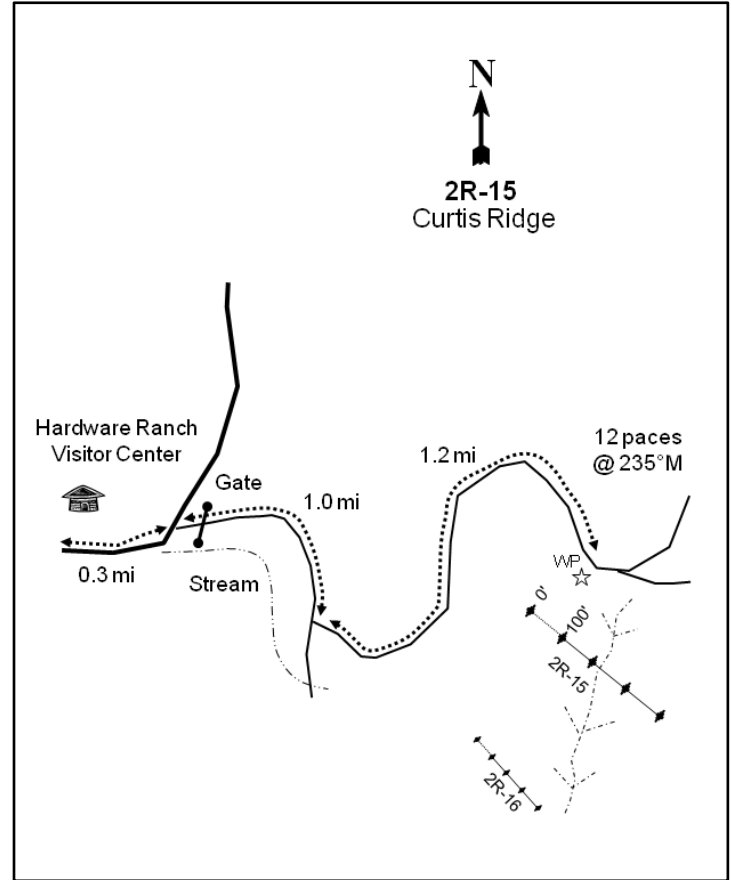 N
2R-15
Curtis Ridge
Hardware Ranch
Visitor Center
Gate
1.0 mi
1.2 mi
12 paces
@ 235°M
0.3 mi
Stream
WP
0'
100'
2R-15
2R-16